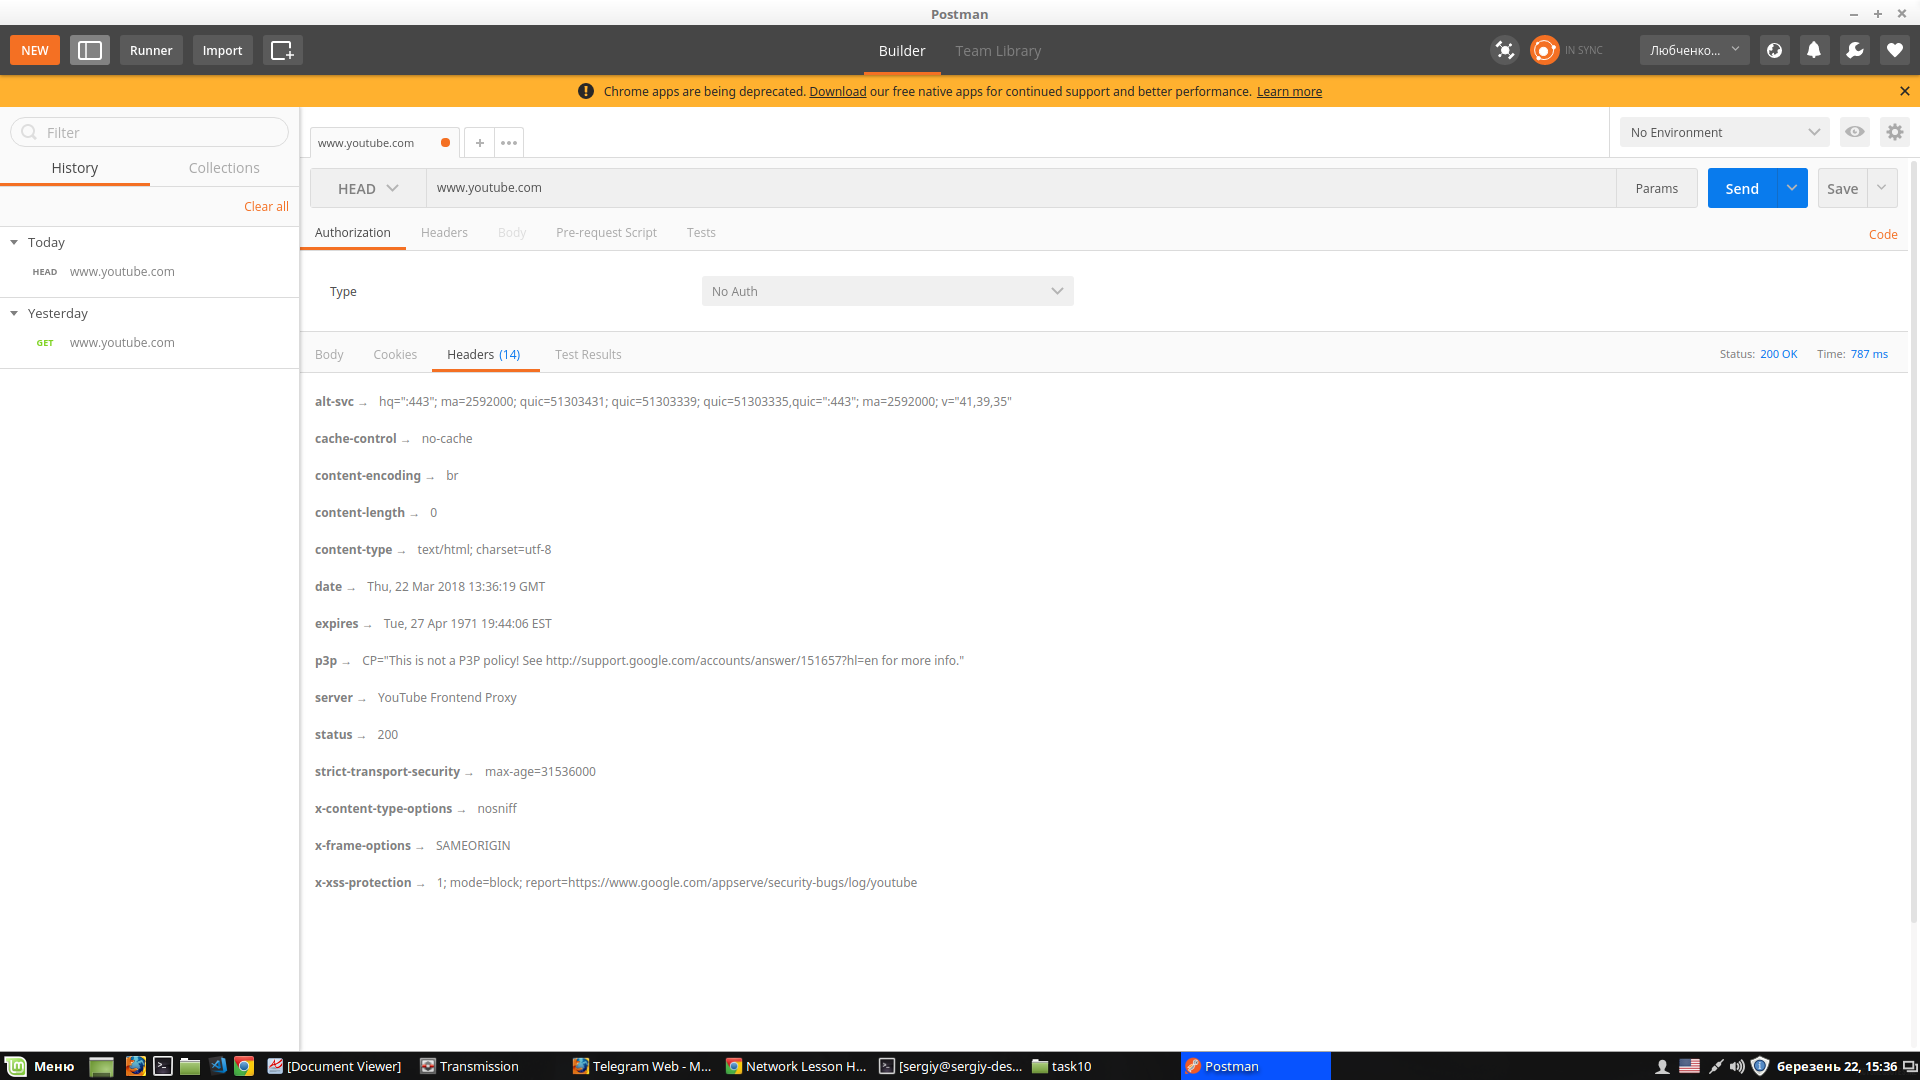 Postman
NEW
Runner
Import
Builder
Team Library
IN SYNC
Любченко...
Chrome apps are being deprecated. Download our free native apps for continued support and better performance. Learn more
Filter
History
Collections
Clear all
Today
HEAD www.youtube.com
Yesterday
GET www.youtube.com
www.youtube.com
No Environment
HEAD
www.youtube.com
Params
Send
Save
Authorization
Headers
Body
Pre-request Script
Tests
Code
Type
No Auth
Body
Cookies
Headers (14)
Test Results
Status: 200 OK
Time: 787 ms
alt-svc → hq=":443"; ma=2592000; quic=51303431; quic=51303339; quic=51303335,quic=":443"; ma=2592000; v="41,39,35"
cache-control → no-cache
content-encoding → br
content-length → 0
content-type → text/html; charset=utf-8
date → Thu, 22 Mar 2018 13:36:19 GMT
expires → Tue, 27 Apr 1971 19:44:06 EST
p3p → CP="This is not a P3P policy! See http://support.google.com/accounts/answer/151657?hl=en for more info."
server → YouTube Frontend Proxy
status → 200
strict-transport-security → max-age=31536000
x-content-type-options → nosniff
x-frame-options → SAMEORIGIN
x-xss-protection → 1; mode=block; report=https://www.google.com/appserve/security-bugs/log/youtube
Меню
[Document Viewer]
Transmission
Telegram Web - M...
Network Lesson H...
[sergiy@sergiy-des...
task10
Postman
березень 22, 15:36